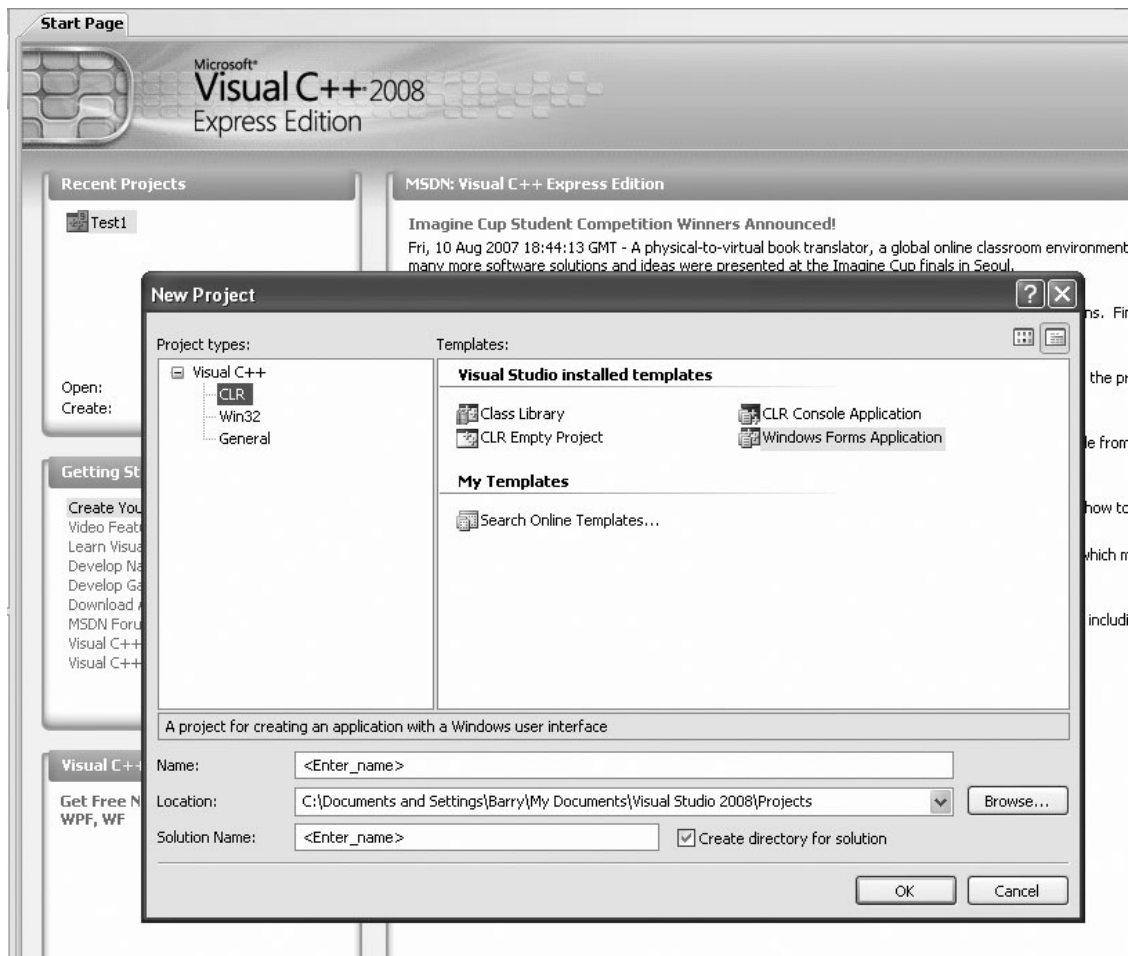 Start Page
Microsoft®
Visual C++ 2008
Express Edition
Recent Projects
Test1
Open:
Create:
MSDN: Visual C++ Express Edition
Imagine Cup Student Competition Winners Announced!
Fri, 10 Aug 2007 18:44:13 GMT - A physical-to-virtual book translator, a global online classroom environment
many more software solutions and ideas were presented at the Imagine Cup finals in Seoul.
ns. Fir
the pr
le from
how to
which m
includi
Getting St
Create You
Video Feat
Learn Visua
Develop Na
Develop Ga
Download
MSDN Foru
Visual C++
Visual C++
Visual C++
Get Free N
WPF, WF
New Project
Project types:
Visual C++
CLR
Win32
General
Templates:
Visual Studio installed templates
Class Library
CLR Console Application
CLR Empty Project
Windows Forms Application
My Templates
Search Online Templates...
A project for creating an application with a Windows user interface
Name:
<Enter_name>
Location:
C:\Documents and Settings\Barry\My Documents\Visual Studio 2008\Projects
Browse...
Solution Name:
<Enter_name>
Create directory for solution
OK
Cancel